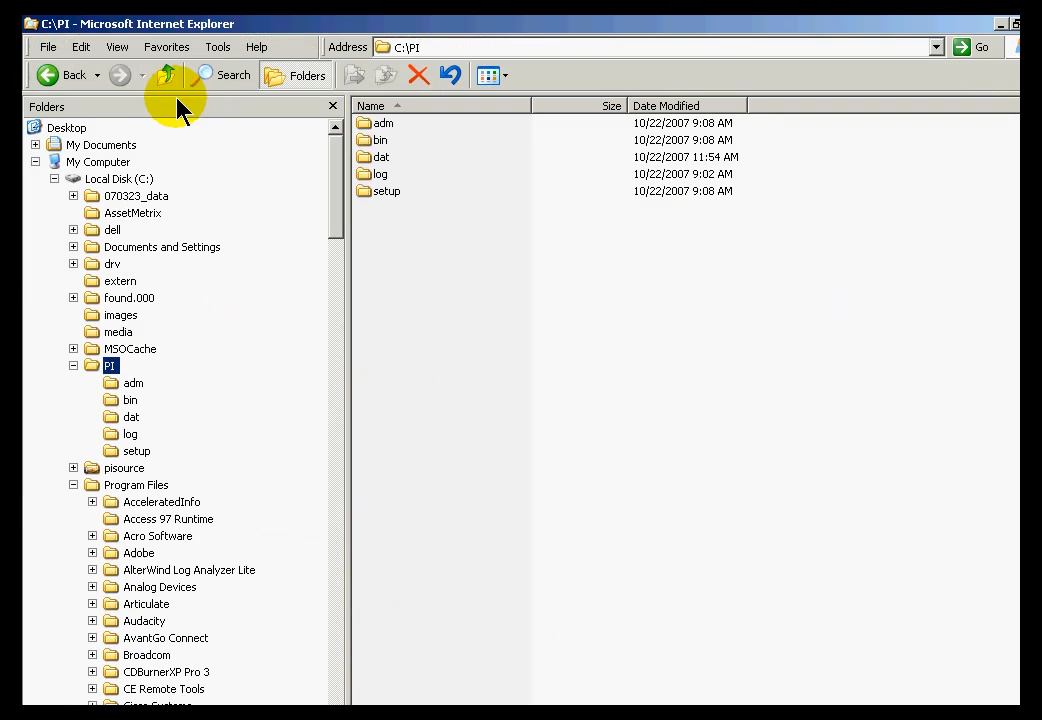 C:\PI - Microsoft Internet Explorer
File Edit View Favorites Tools Help Address C:\PI Go
Back Search Folders
Folders
Name Size Date Modified
Desktop
My Documents
My Computer
Local Disk (C:)
070323_data
AssetMetrix
dell
Documents and Settings
drv
extern
found.000
images
media
MSOCache
PI
adm
bin
dat
log
setup
pisource
Program Files
AcceleratedInfo
Access 97 Runtime
Acro Software
Adobe
AlterWind Log Analyzer Lite
Analog Devices
Articulate
Audacity
AvantGo Connect
Broadcom
CDBurnerXP Pro 3
CE Remote Tools
adm 10/22/2007 9:08 AM
bin 10/22/2007 9:08 AM
dat 10/22/2007 11:54 AM
log 10/22/2007 9:02 AM
setup 10/22/2007 9:08 AM